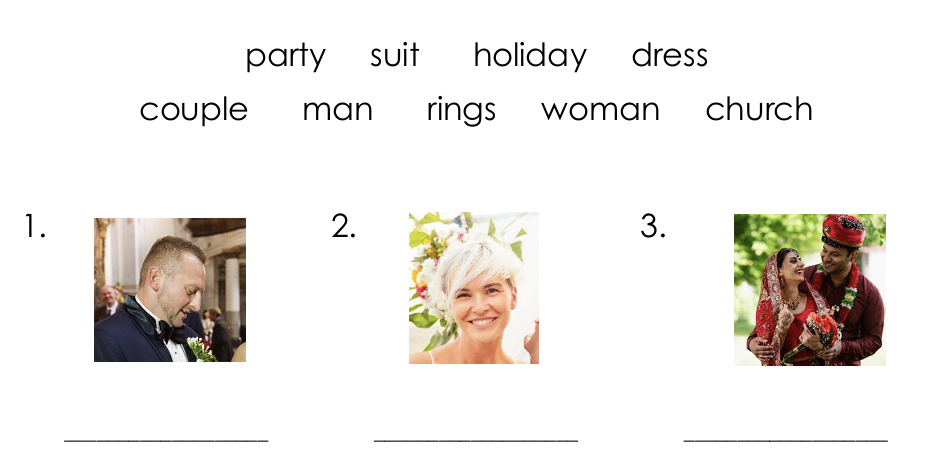 party suit holiday dress
couple man rings woman church
1. 2. 3.